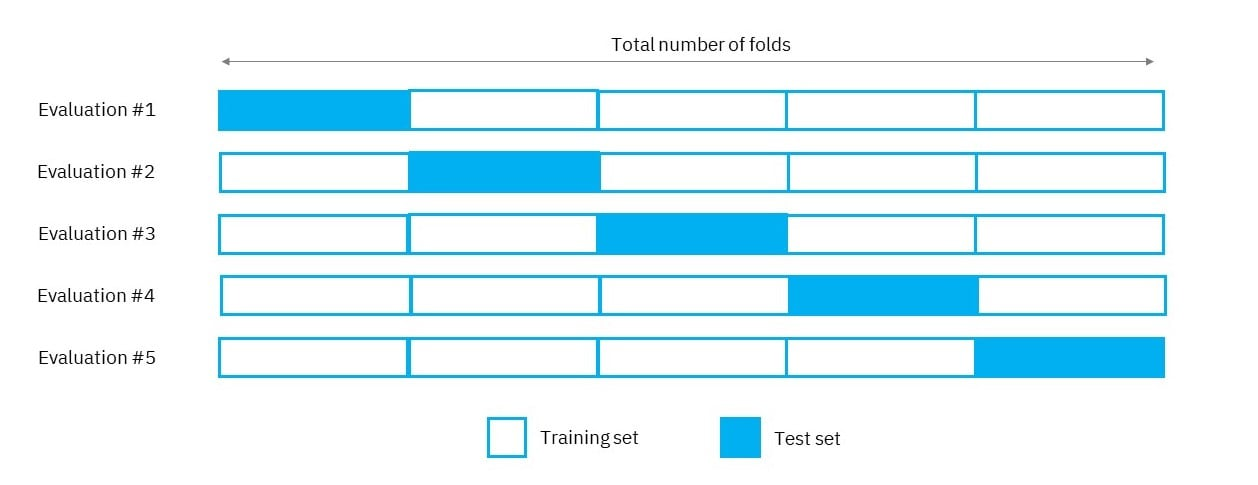 Total number of folds
Evaluation #1
Evaluation #2
Evaluation #3
Evaluation #4
Evaluation #5
Training set
Test set